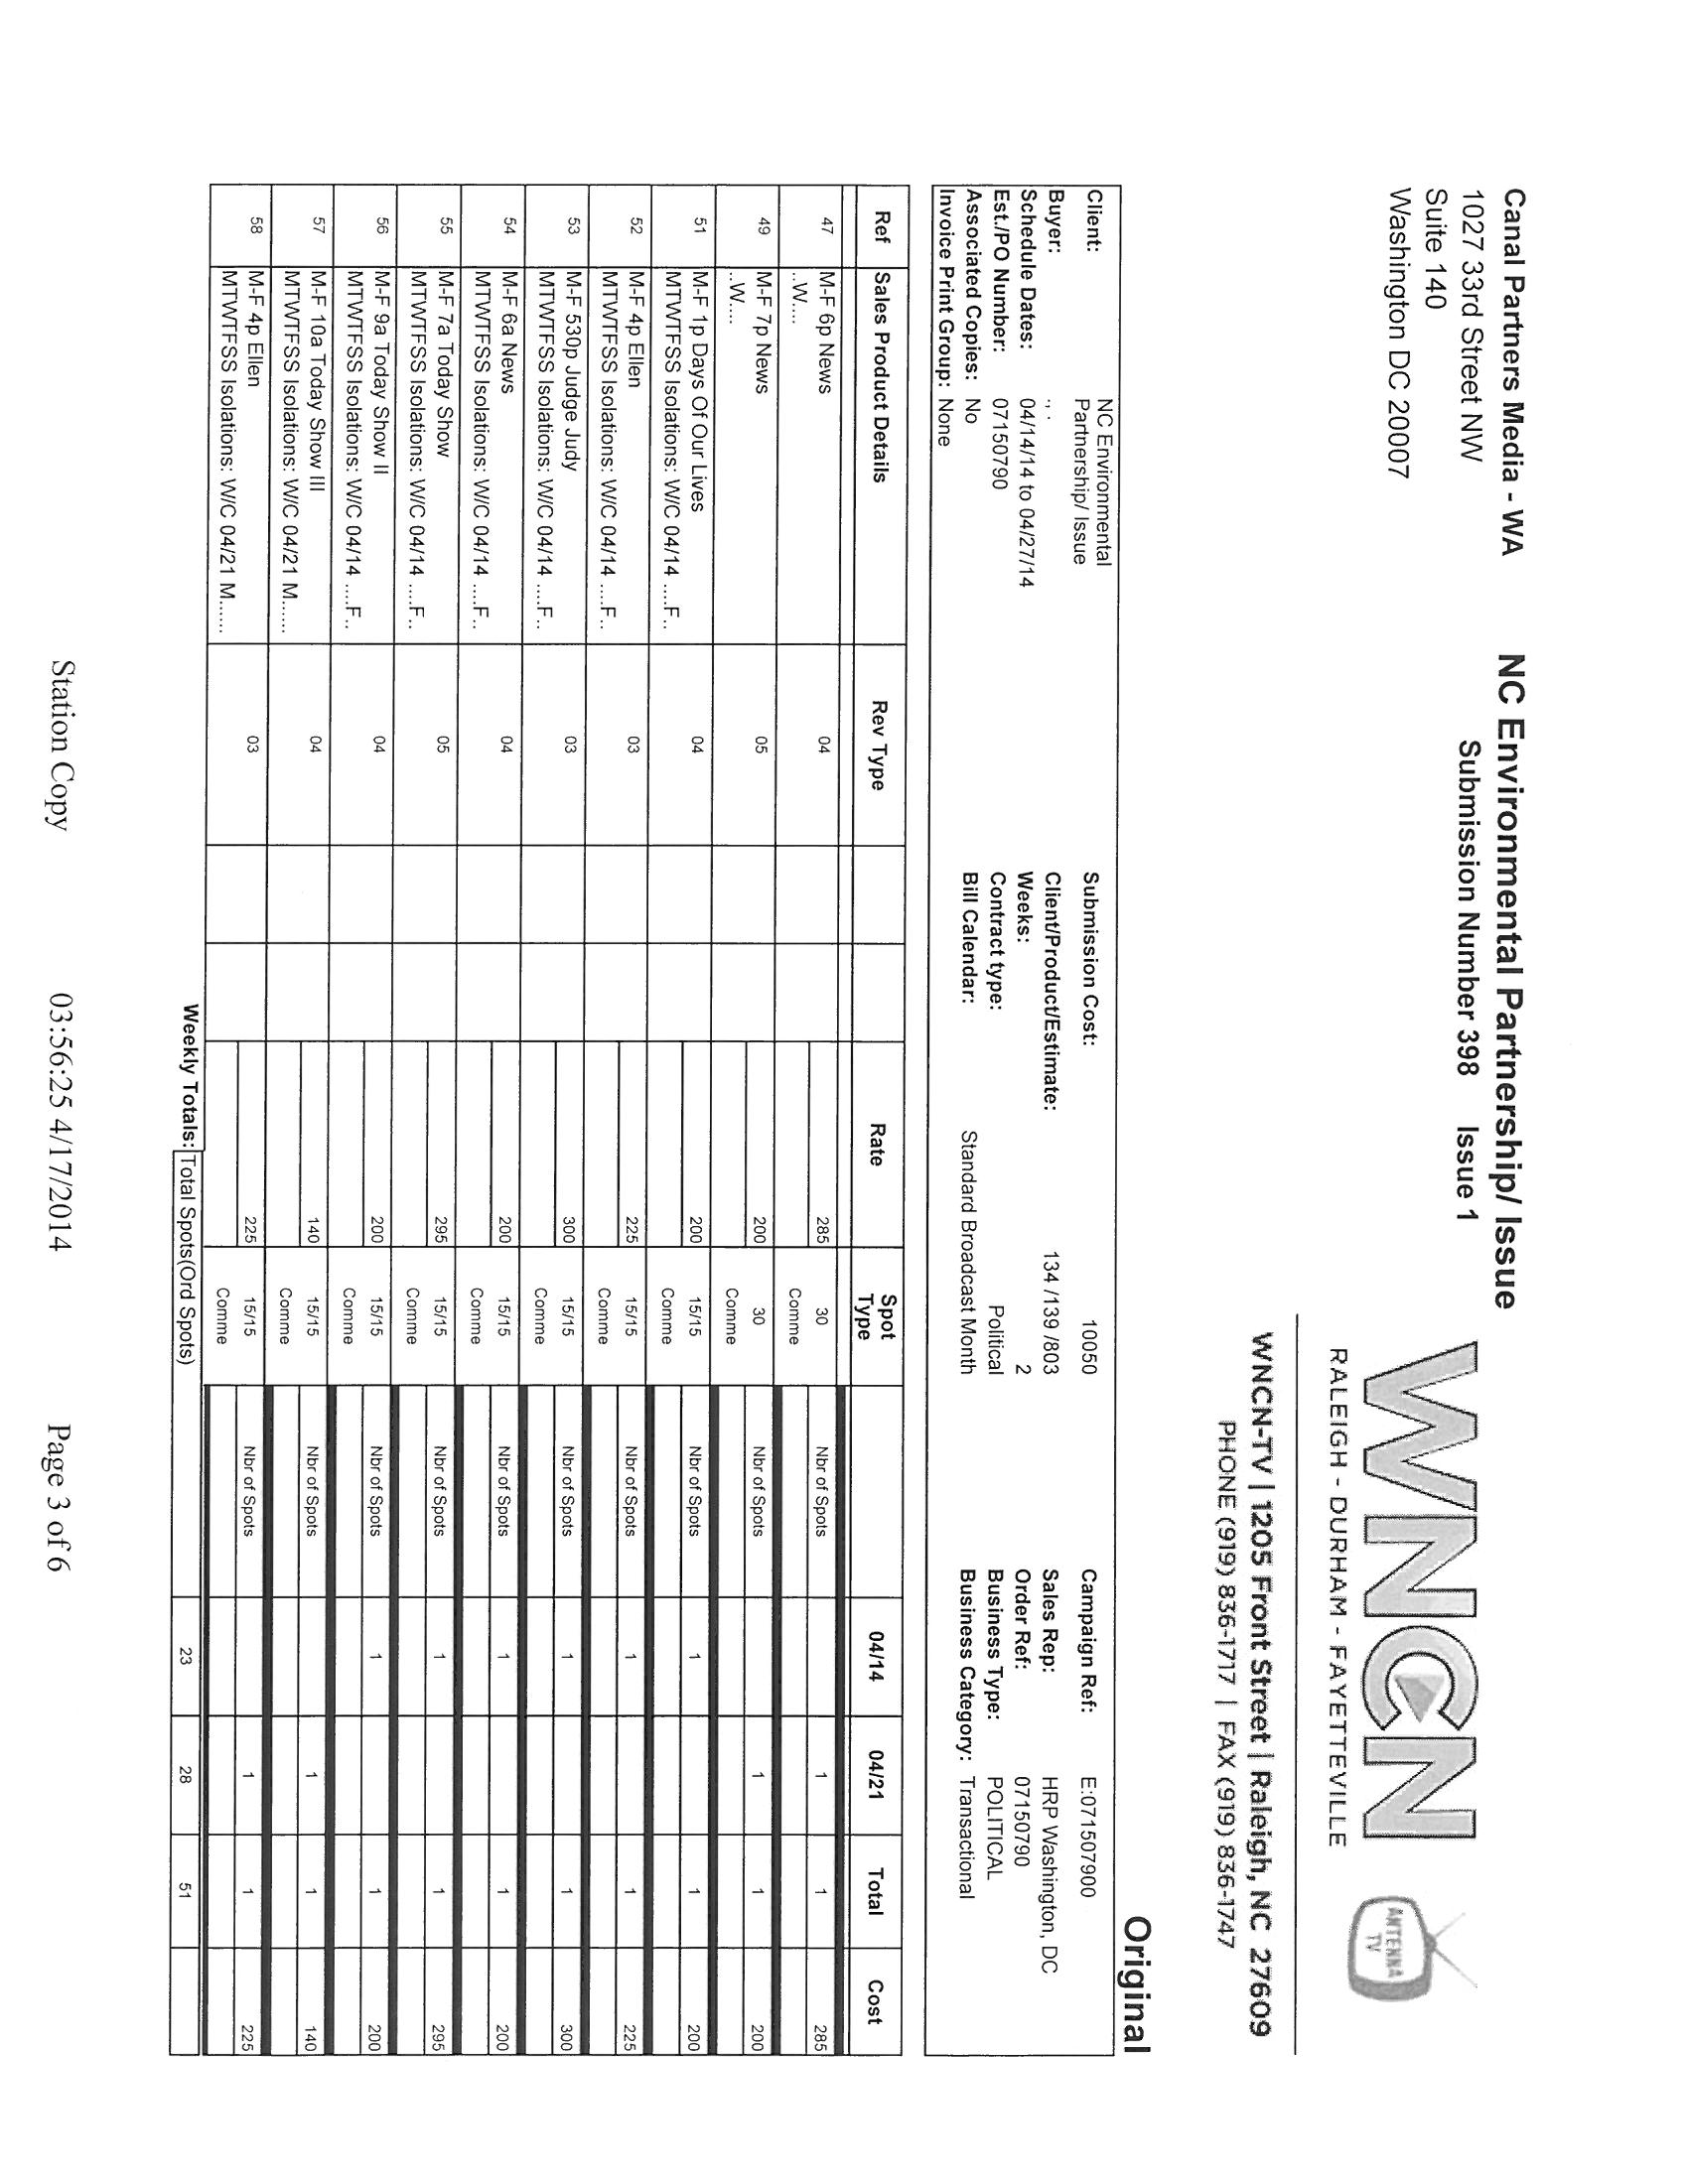 Canal Partners Media - WA
1027 33rd Street NW
Suite 140
Washington DC 20007
NC Environmental Partnership/ Issue
Submission Number 398 Issue 1
WNCN
RALEIGH - DURHAM - FAYETTEVILLE
ANTENNA
TV
WNCN-TV | 1205 Front Street | Raleigh, NC 27609
PHONE (919) 836-1717 | FAX (919) 836-1747
Original
Client: NC Environmental Partnership/ Issue Submission Cost: 10050 Campaign Ref: E:071507900
Buyer: ., . Client/Product/Estimate: 134 /139 /803 Sales Rep: HRP Washington, DC
Schedule Dates: 04/14/14 to 04/27/14 Weeks: 2 Order Ref: 07150790
Est./PO Number: 07150790 Contract type: Political Business Type: POLITICAL
Associated Copies: No Bill Calendar: Standard Broadcast Month Business Category: Transactional
Invoice Print Group: None
Ref Sales Product Details Rev Type Rate Spot Type 04/14 04/21 Total Cost
47 M-F 6p News 04 285 30 Nbr of Spots 1 1 285
..W.... Comme
49 M-F 7p News 05 200 30 Nbr of Spots 1 1 200
..W.... Comme
51 M-F 1p Days Of Our Lives 04 200 15/15 Nbr of Spots 1 1 200
MTWTFSS Isolations: W/C 04/14 ....F.. Comme
52 M-F 4p Ellen 03 225 15/15 Nbr of Spots 1 1 225
MTWTFSS Isolations: W/C 04/14 ....F.. Comme
53 M-F 530p Judge Judy 03 300 15/15 Nbr of Spots 1 1 300
MTWTFSS Isolations: W/C 04/14 ....F.. Comme
54 M-F 6a News 04 200 15/15 Nbr of Spots 1 1 200
MTWTFSS Isolations: W/C 04/14 ....F.. Comme
55 M-F 7a Today Show 05 295 15/15 Nbr of Spots 1 1 295
MTWTFSS Isolations: W/C 04/14 ....F.. Comme
56 M-F 9a Today Show II 04 200 15/15 Nbr of Spots 1 1 200
MTWTFSS Isolations: W/C 04/14 ....F.. Comme
57 M-F 10a Today Show III 04 140 15/15 Nbr of Spots 1 1 140
MTWTFSS Isolations: W/C 04/21 M...... Comme
58 M-F 4p Ellen 03 225 15/15 Nbr of Spots 1 1 225
MTWTFSS Isolations: W/C 04/21 M...... Comme
Weekly Totals: Total Spots(Ord Spots) 23 28 51
Station Copy 03:56:25 4/17/2014 Page 3 of 6